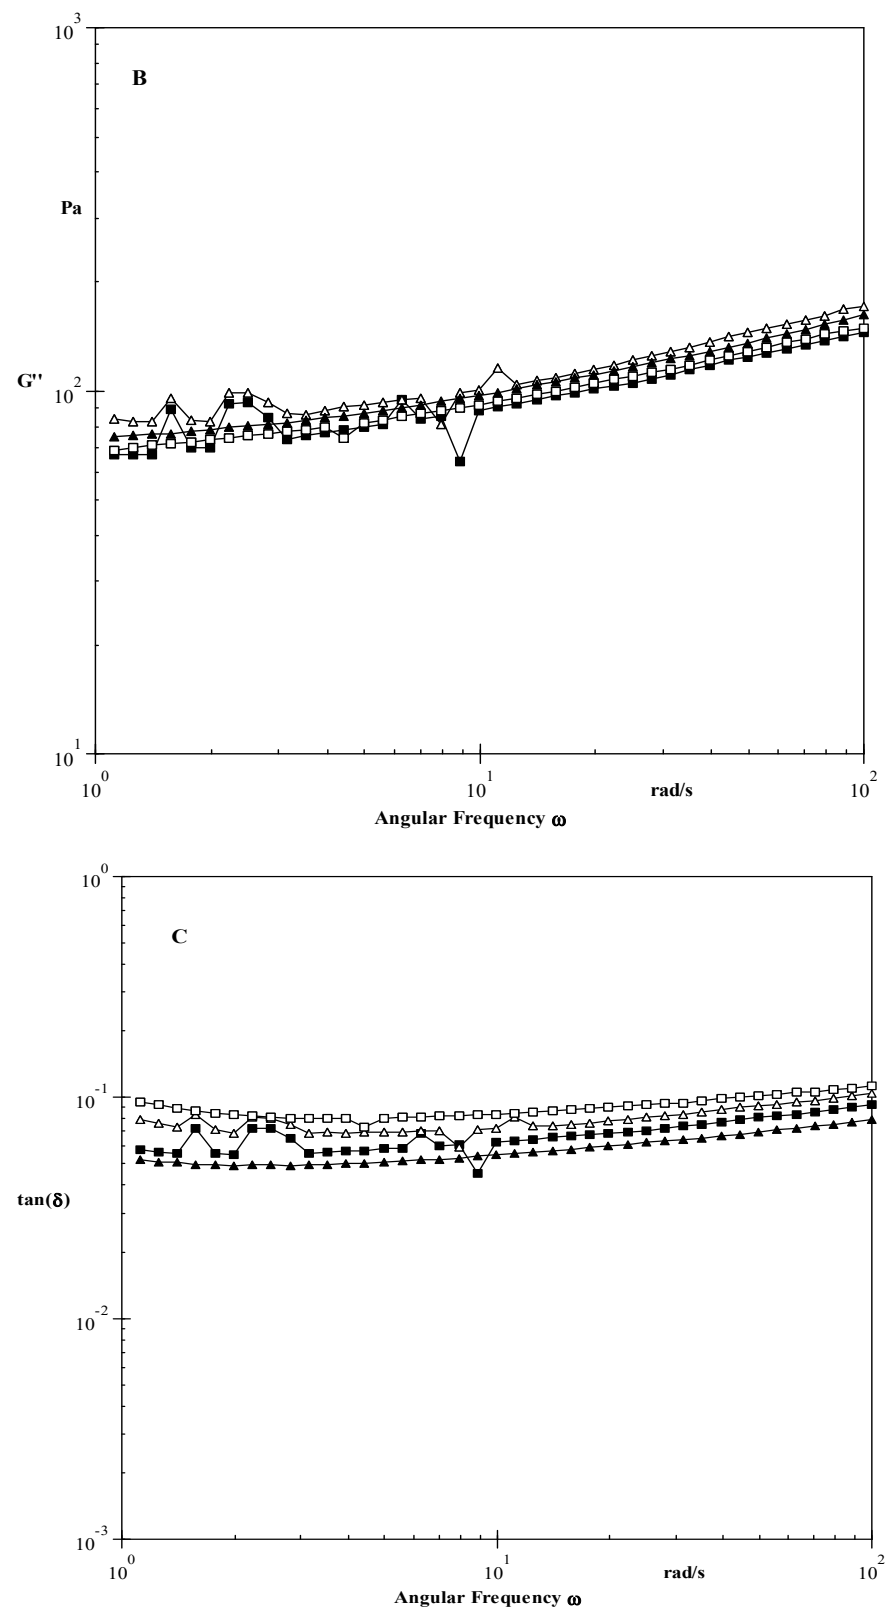 10^3
B
Pa
G''
10^2
10^1
10^0 10^1 rad/s 10^2
Angular Frequency ω
10^0
C
10^-1
tan(δ)
10^-2
10^-3
10^0 10^1 rad/s 10^2
Angular Frequency ω